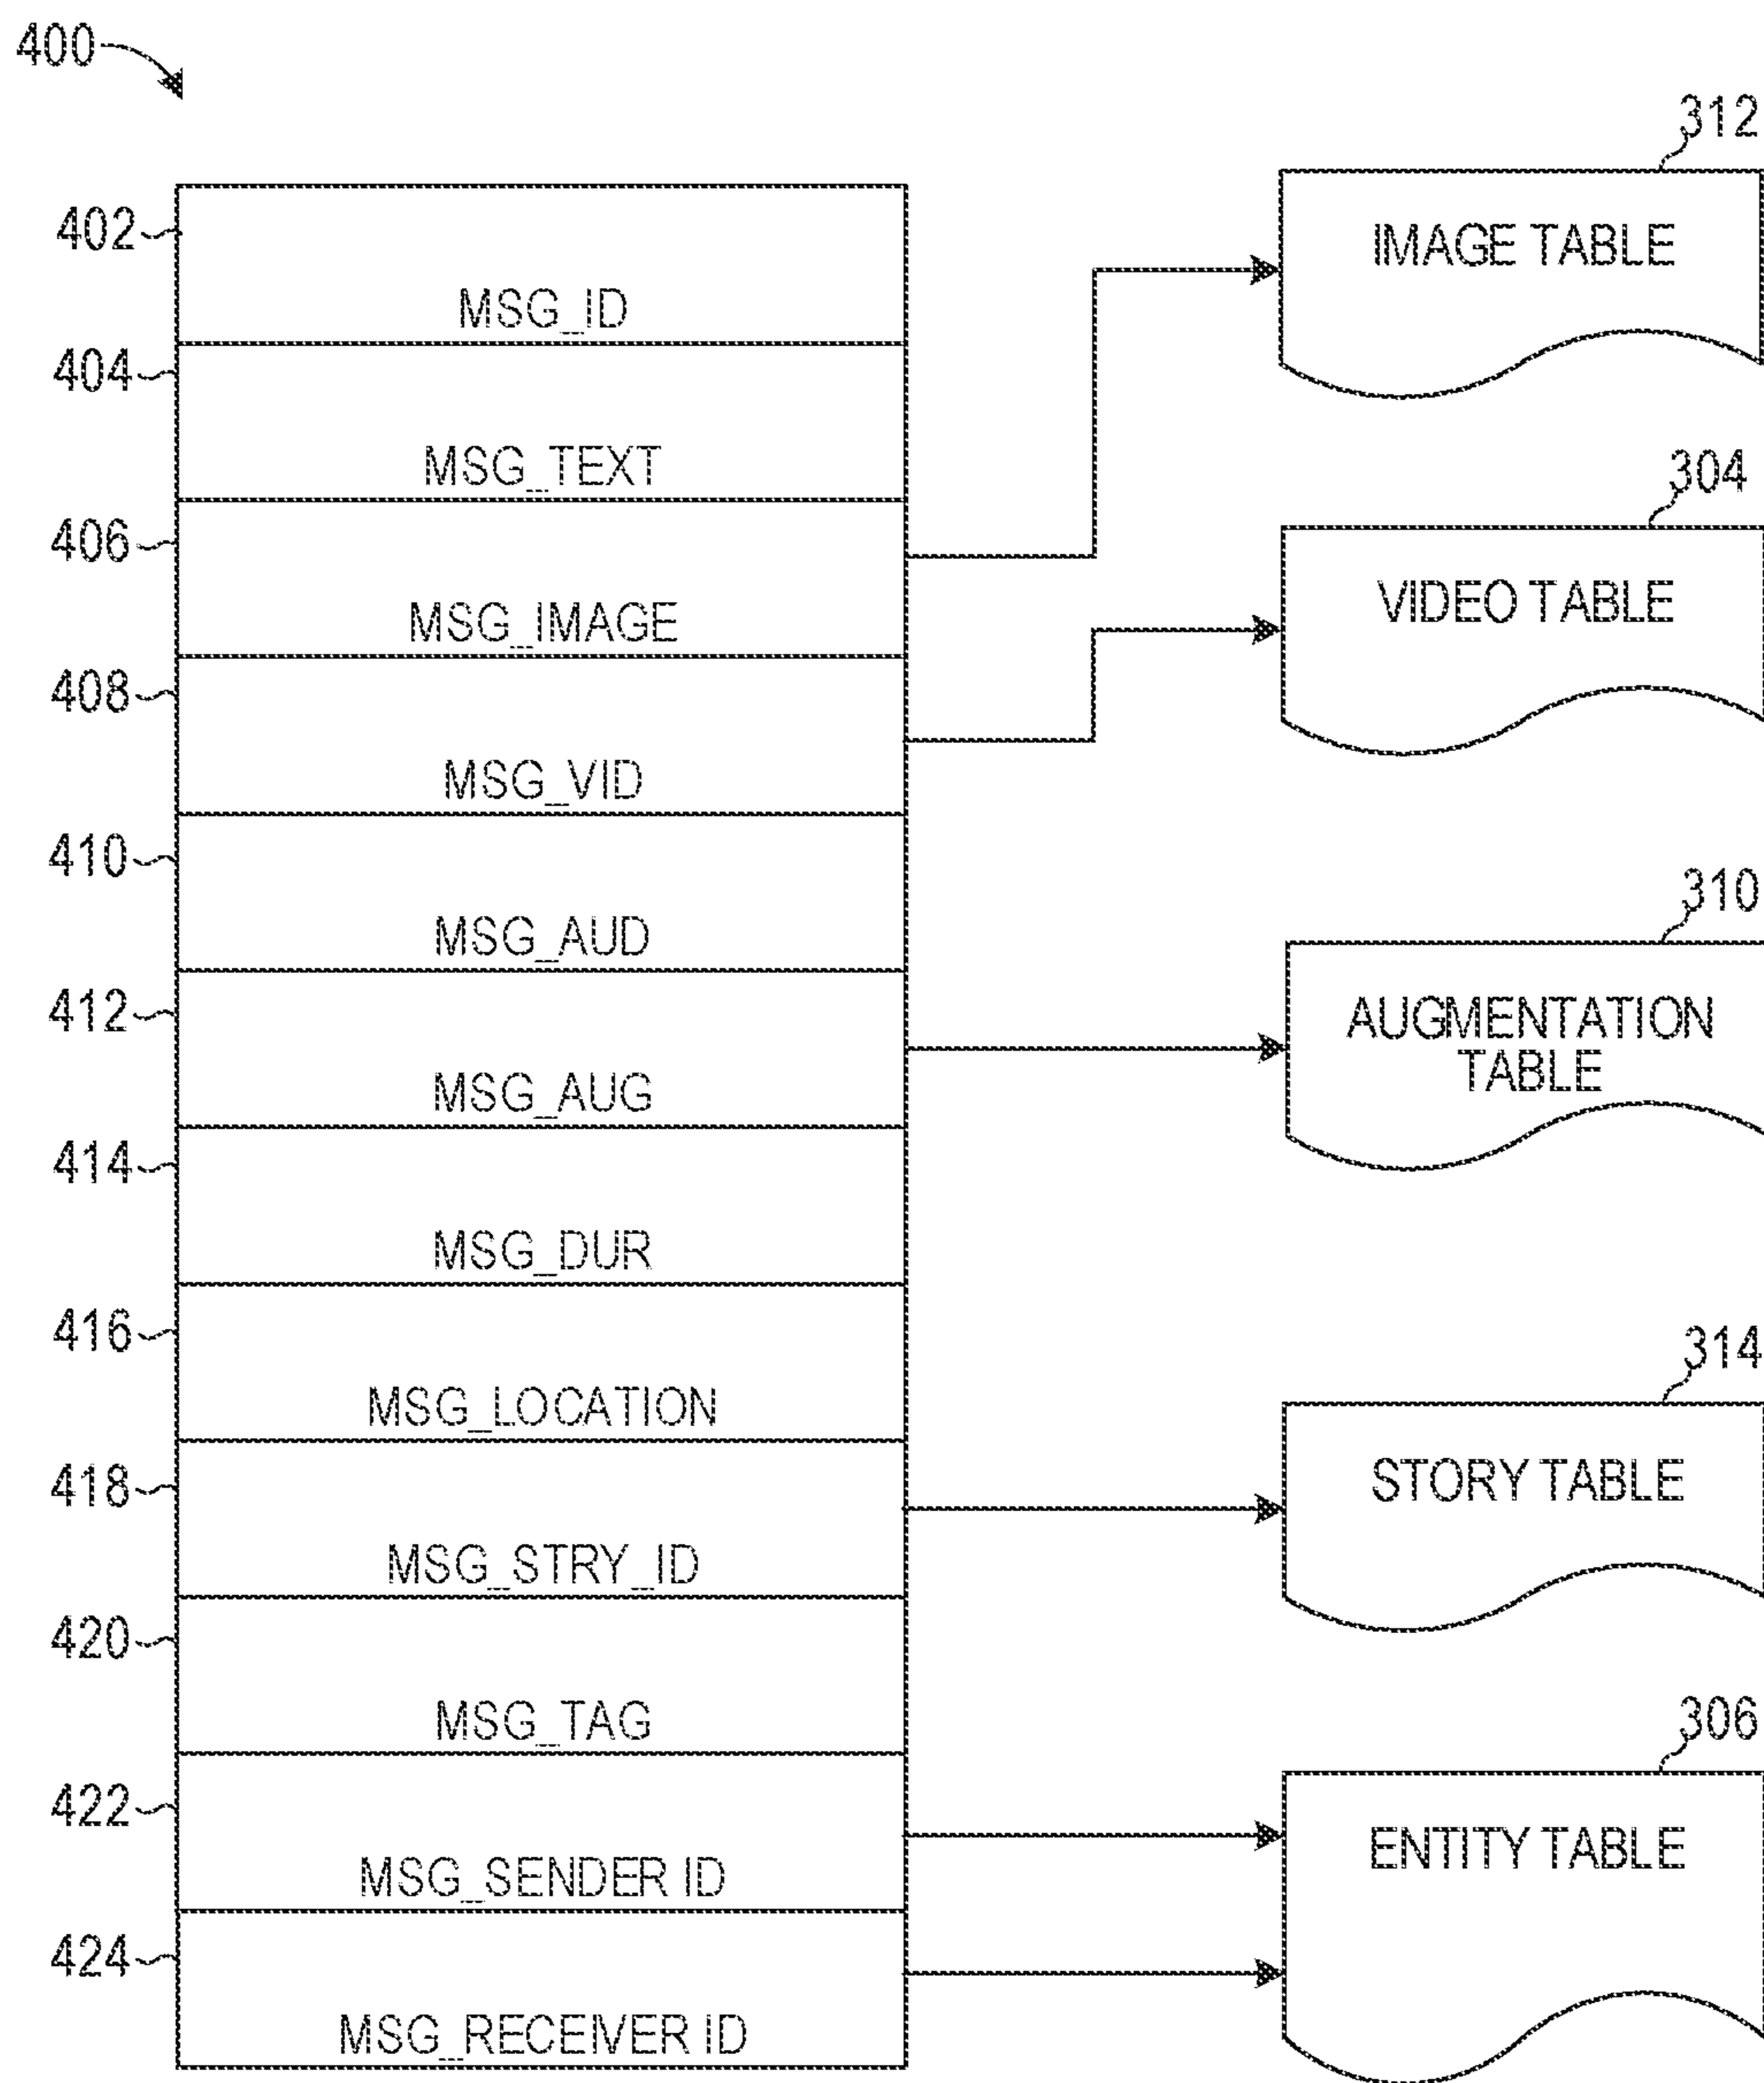 400
402
MSG_ID
404
MSG_TEXT
406
MSG_IMAGE
408
MSG_VID
410
MSG_AUD
412
MSG_AUG
414
MSG_DUR
416
MSG_LOCATION
418
MSG_STRY_ID
420
MSG_TAG
422
MSG_SENDER ID
424
MSG_RECEIVER ID
312
IMAGE TABLE
304
VIDEO TABLE
310
AUGMENTATION
TABLE
314
STORY TABLE
306
ENTITY TABLE